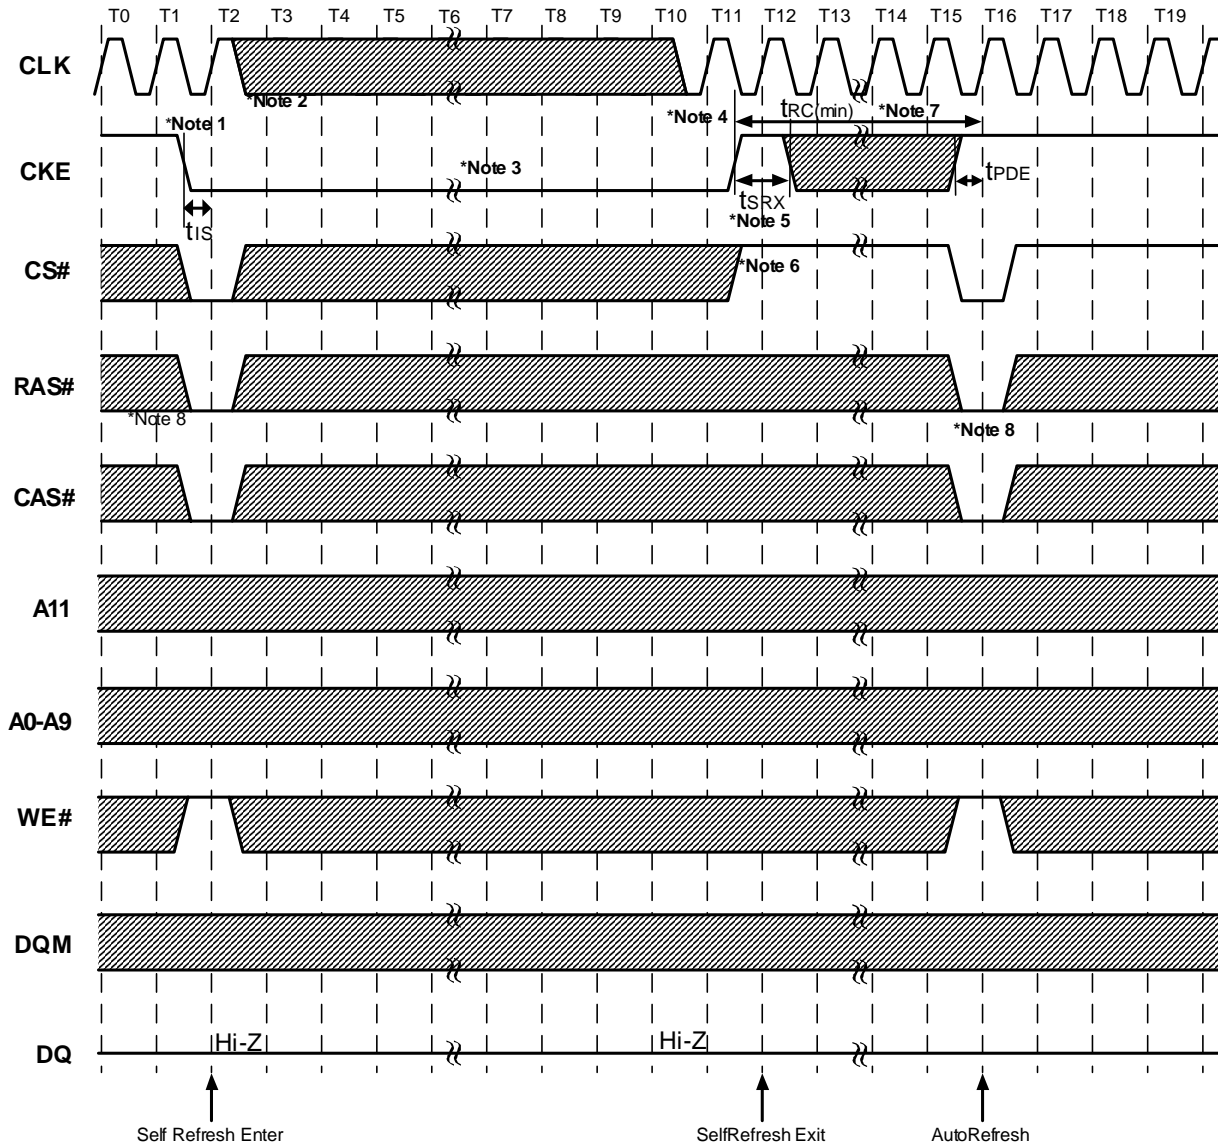 T0 T1 T2 T3 T4 T5 T6 T7 T8 T9 T10 T11 T12 T13 T14 T15 T16 T17 T18 T19
CLK
*Note 2
*Note 1
*Note 4
tRC(min)
*Note 7
CKE
*Note 3
tSRX
tPDE
*Note 5
tIS
CS#
*Note 6
RAS#
*Note 8
*Note 8
CAS#
A11
A0-A9
WE#
DQM
DQ
Hi-Z
Hi-Z
Self Refresh Enter
SelfRefresh Exit
AutoRefresh